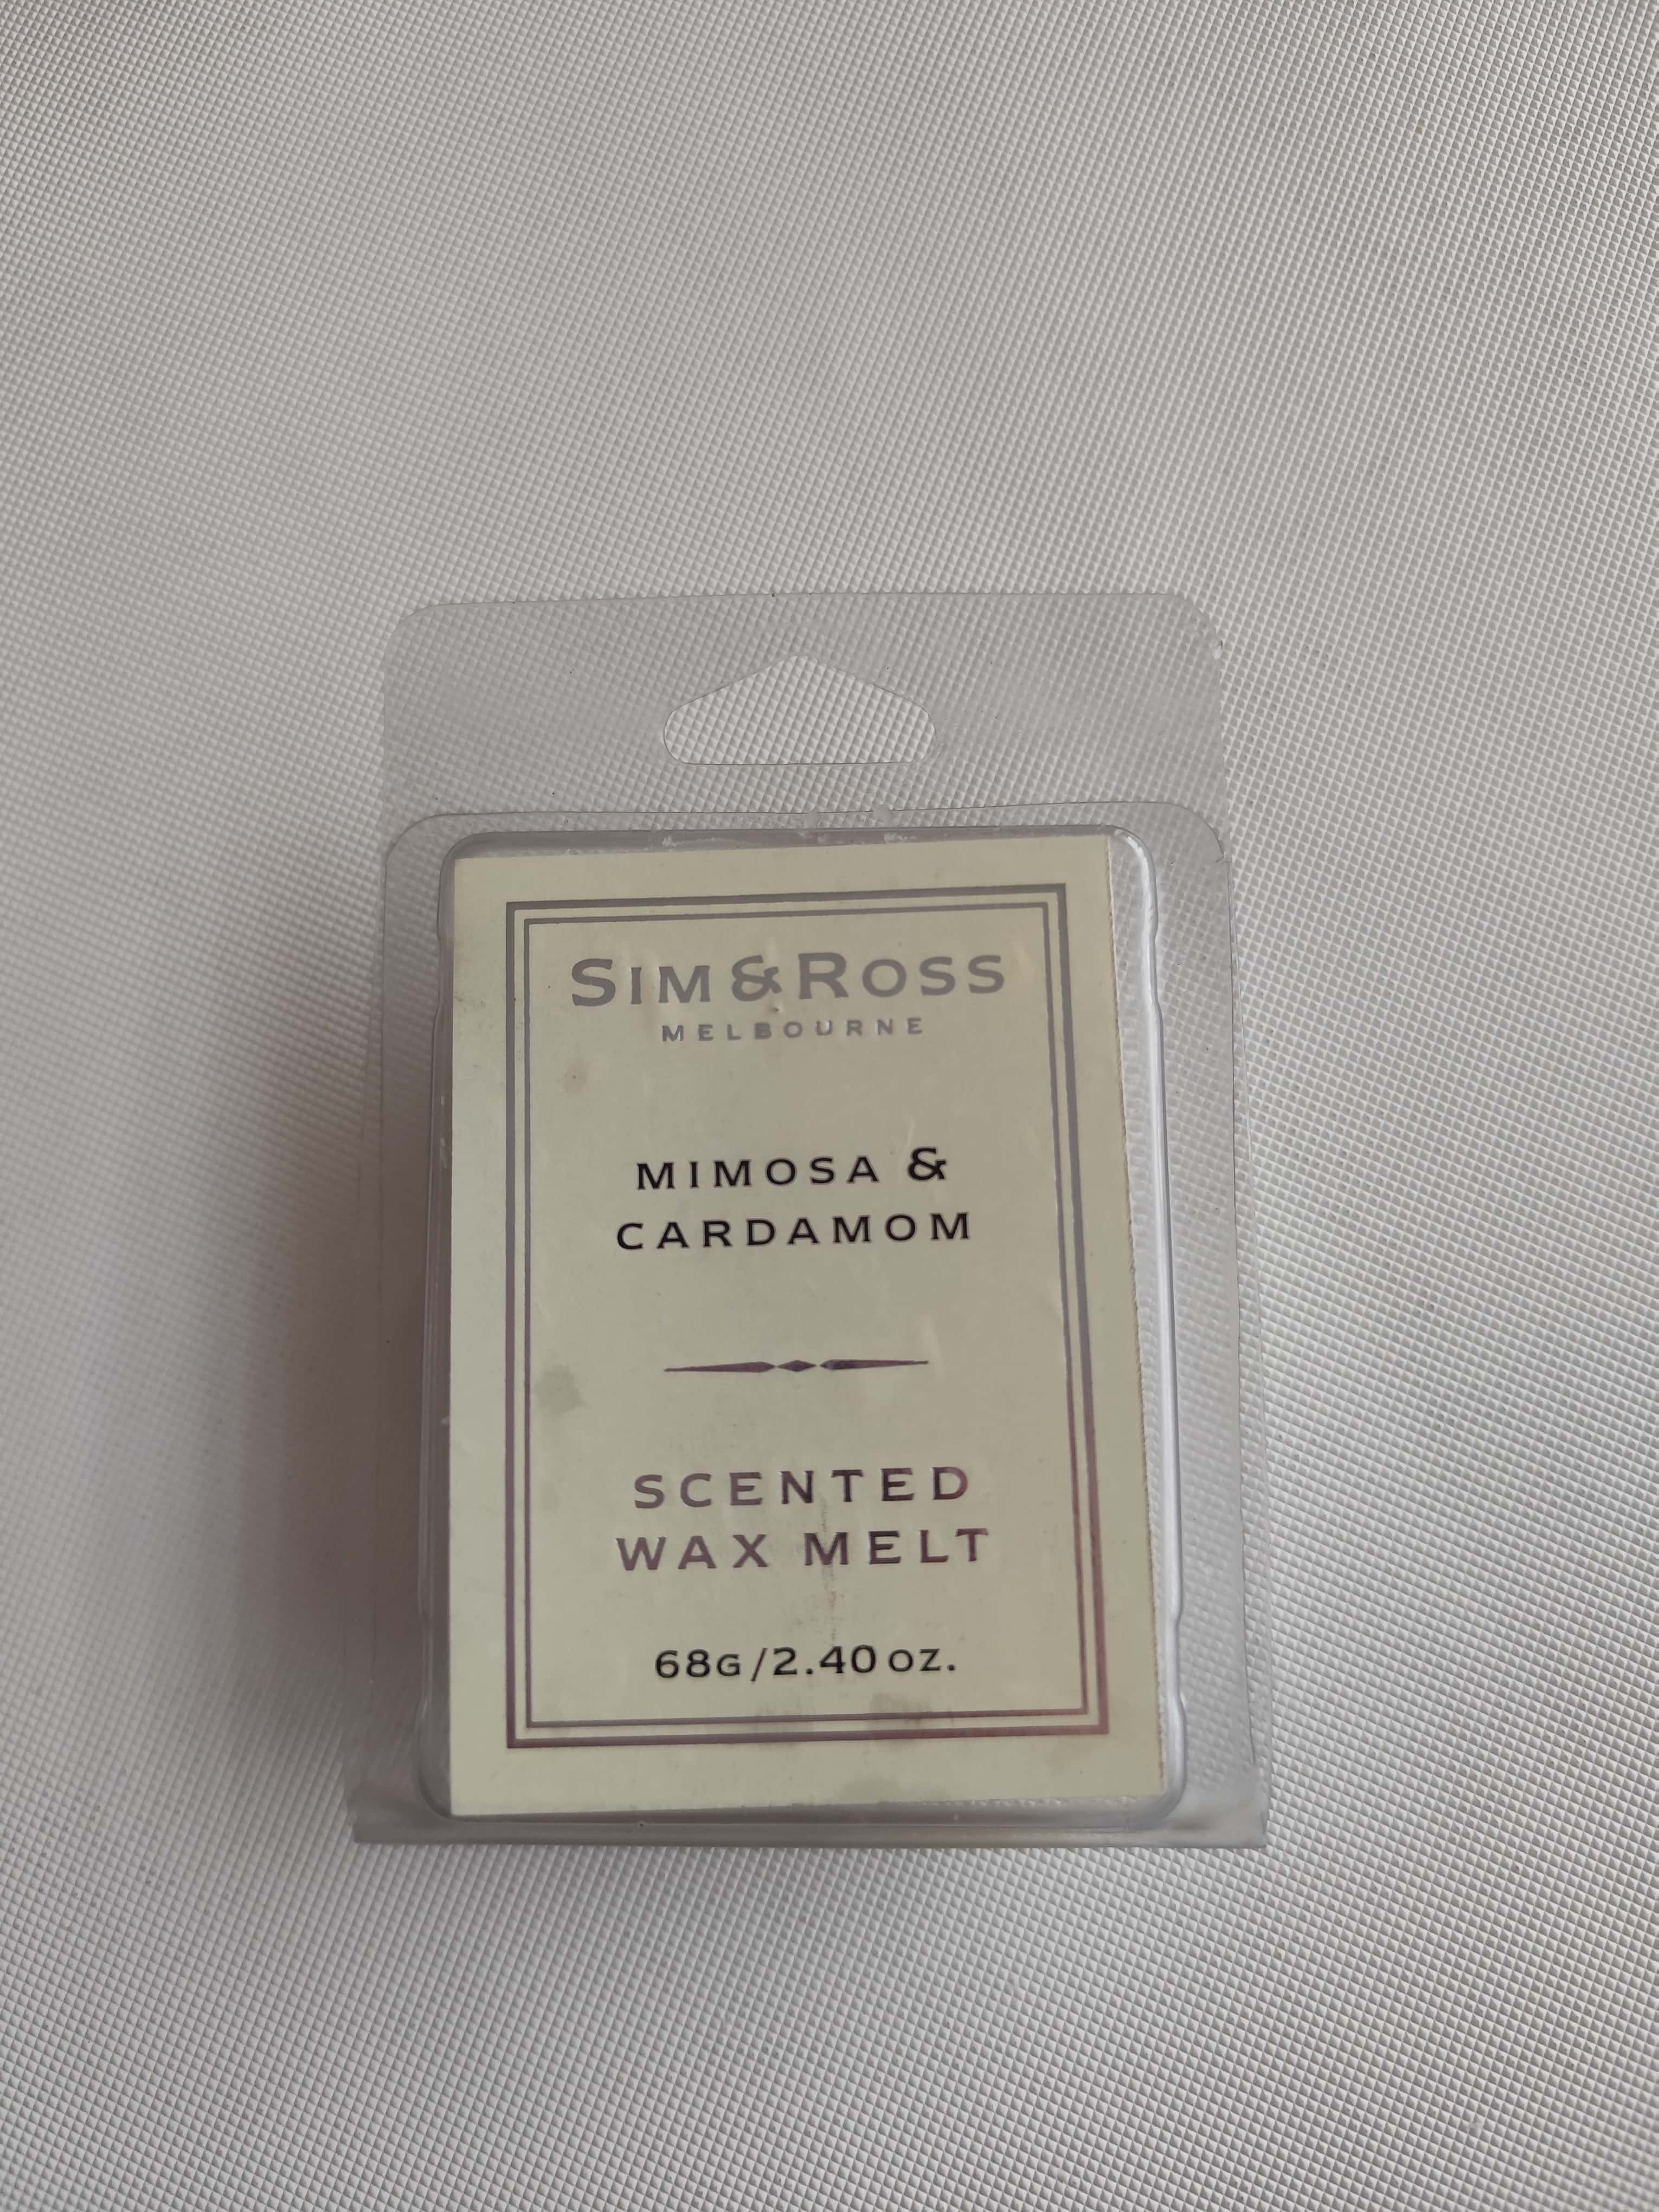 SIM & ROSS
MELBOURNE
MIMOSA &
CARDAMOM
SCENTED
WAX MELT
68G/2.40 OZ.